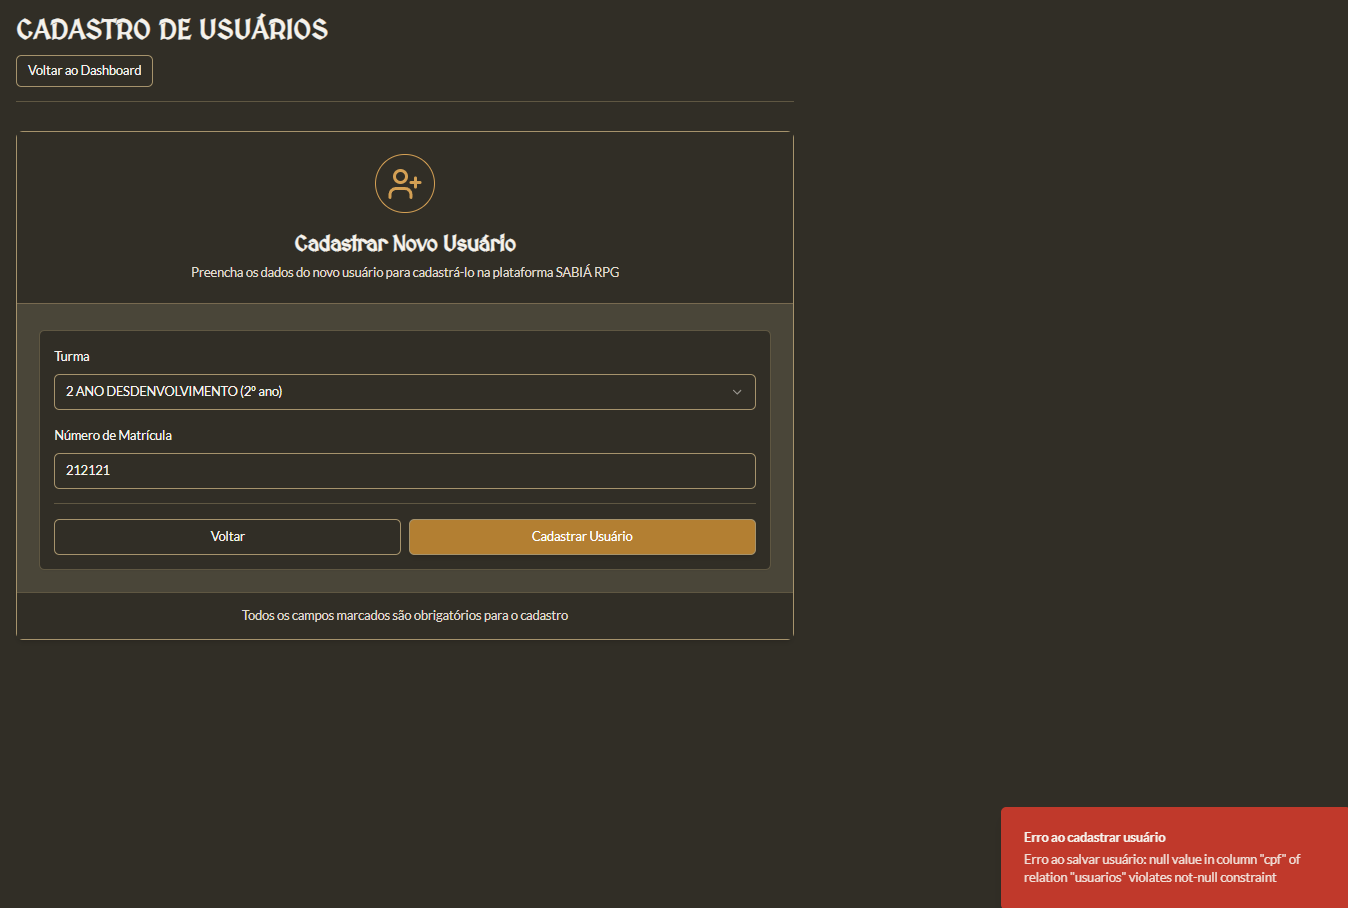 CADASTRO DE USUÁRIOS
Voltar ao Dashboard
Cadastrar Novo Usuário
Preencha os dados do novo usuário para cadastrá-lo na plataforma SABIÁ RPG
Turma
2 ANO DESDENVOLVIMENTO (2º ano)
Número de Matrícula
212121
Voltar
Cadastrar Usuário
Todos os campos marcados são obrigatórios para o cadastro
Erro ao cadastrar usuário
Erro ao salvar usuário: null value in column "cpf" of
relation "usuarios" violates not-null constraint